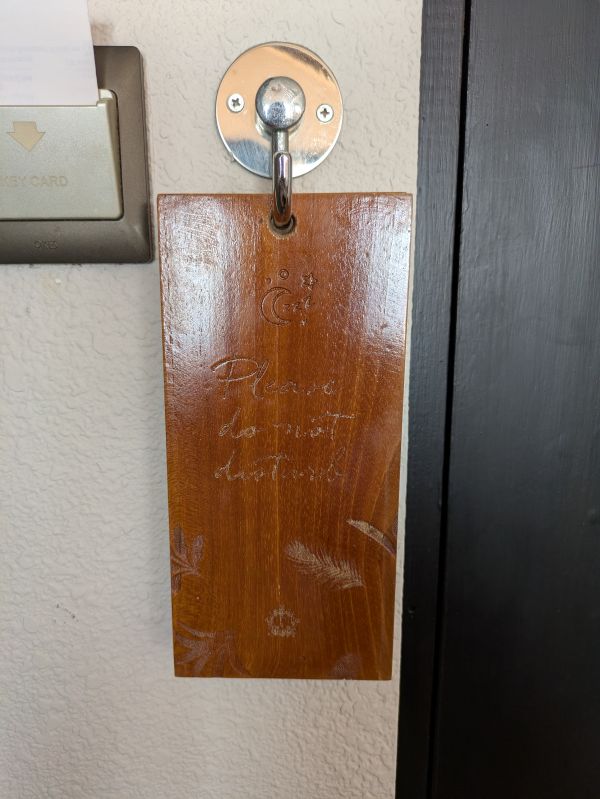 KEY CARD
Please
do not
disturb